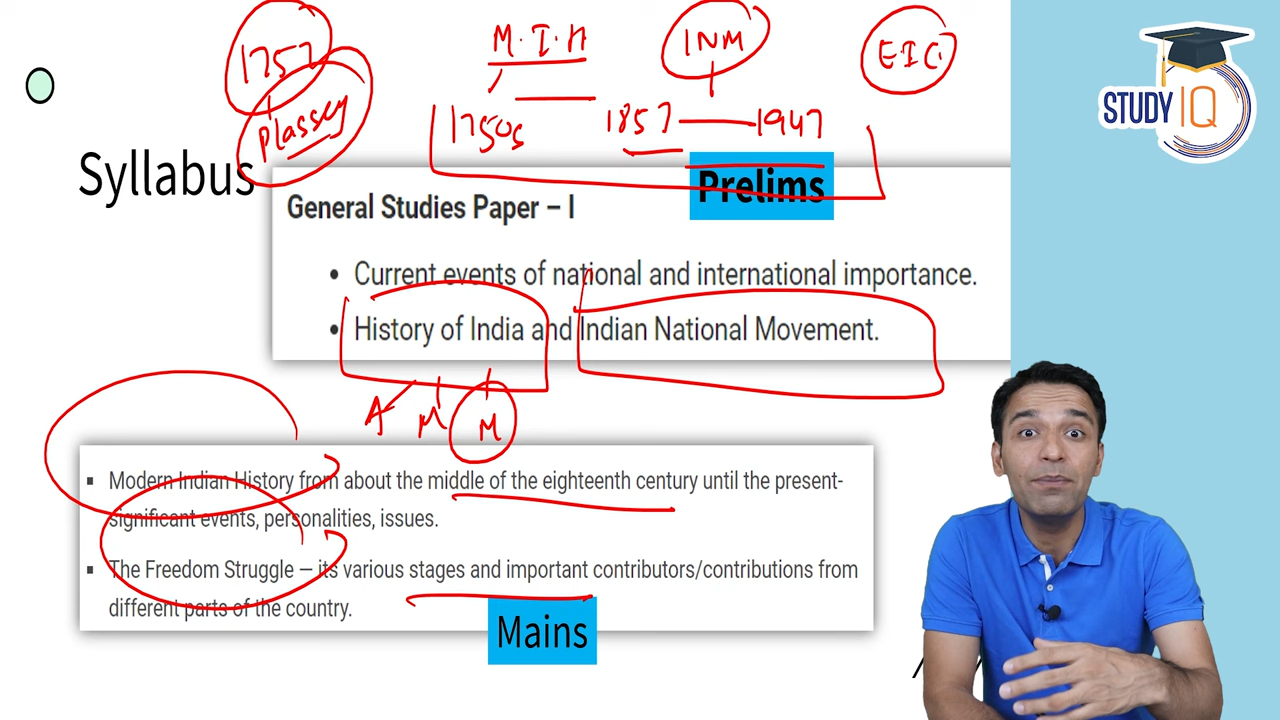 1757
Plassey
M.I.H
INM
EIC
1750s
1857 — 1947
STUDY IQ
Syllabus
Prelims
General Studies Paper – I
• Current events of national and international importance.
• History of India and Indian National Movement.
A M M
▪ Modern Indian History from about the middle of the eighteenth century until the present-
significant events, personalities, issues.
▪ The Freedom Struggle – its various stages and important contributors/contributions from
different parts of the country.
Mains